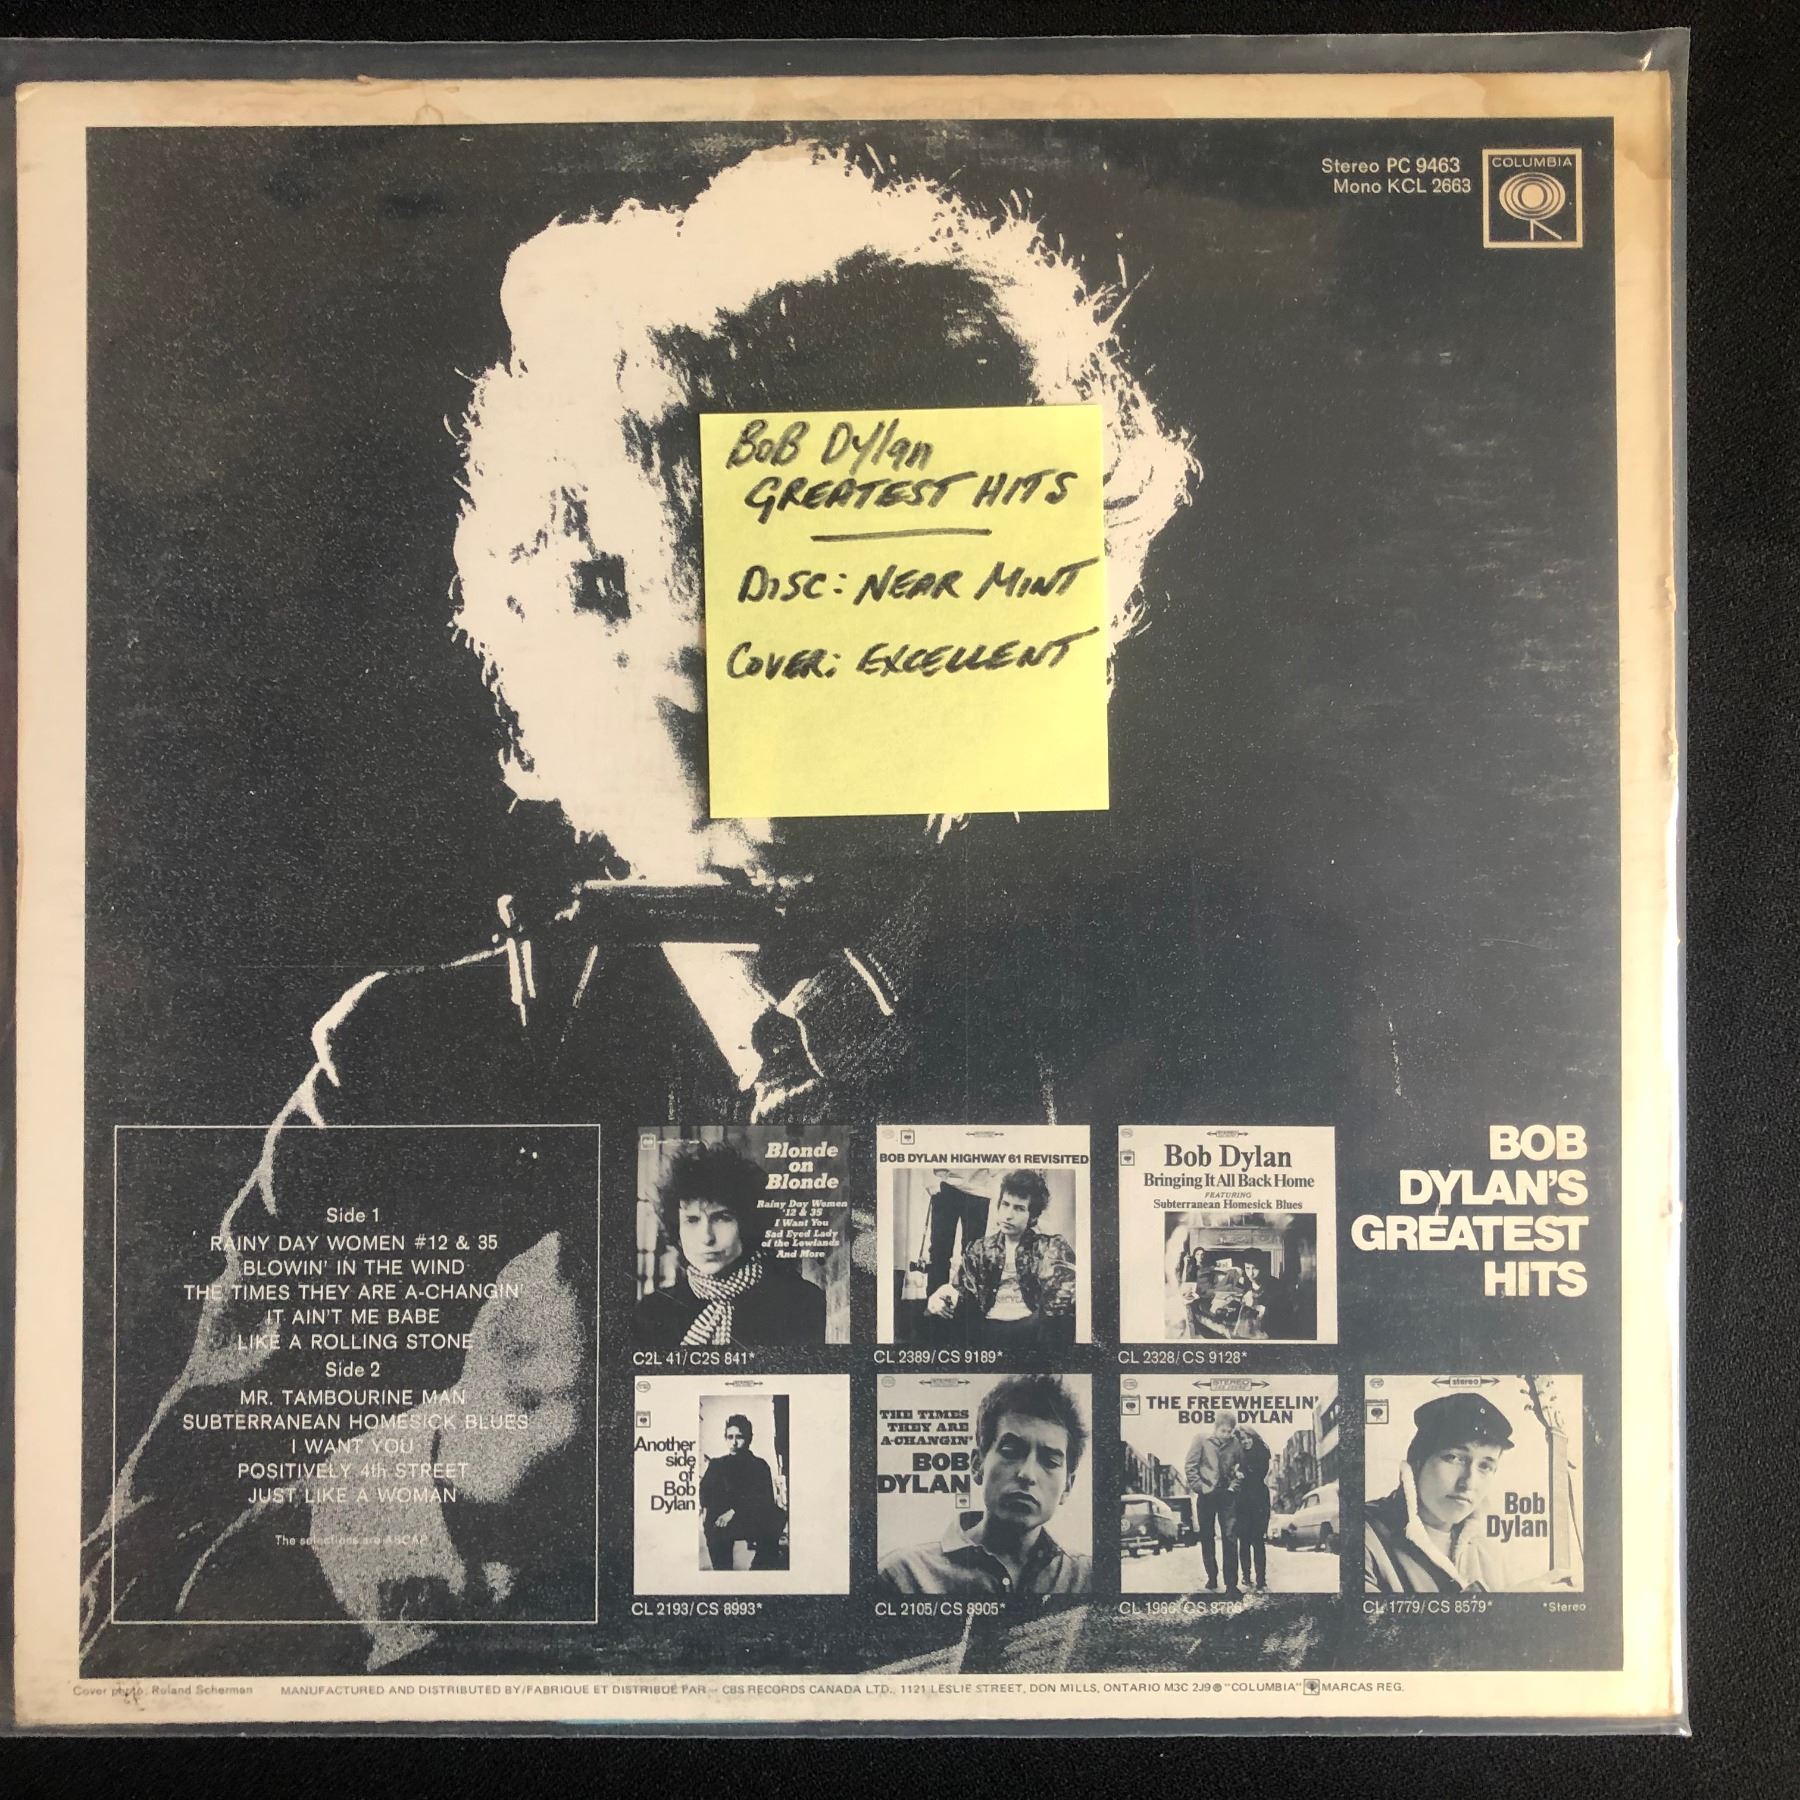 Stereo PC 9463
Mono KCL 2663
COLUMBIA
BOB Dylan
GREATEST HITS
DISC: NEAR MINT
COVER: EXCELLENT
Side 1
RAINY DAY WOMEN #12 & 35
BLOWIN' IN THE WIND
THE TIMES THEY ARE A-CHANGIN'
IT AIN'T ME BABE
LIKE A ROLLING STONE
Side 2
MR. TAMBOURINE MAN
SUBTERRANEAN HOMESICK BLUES
I WANT YOU
POSITIVELY 4th STREET
JUST LIKE A WOMAN
The selections are ASCAP
Blonde
on
Blonde
Rainy Day Women
#12 & 35
I Want You
Sad Eyed Lady
of the Lowlands
And More
C2L 41/C2S 841*
BOB DYLAN HIGHWAY 61 REVISITED
CL 2389/CS 9189*
Bob Dylan
Bringing It All Back Home
FEATURING
Subterranean Homesick Blues
CL 2328/CS 9128*
BOB
DYLAN'S
GREATEST
HITS
Another
side
of
Bob
Dylan
CL 2193/CS 8993*
THE TIMES
THEY ARE
A-CHANGIN'
BOB
DYLAN
CL 2105/CS 8905*
STEREO
THE FREEWHEELIN'
BOB DYLAN
CL 1986/CS 8786*
stereo
Bob
Dylan
CL 1779/CS 8579*
*Stereo
Cover photo: Roland Scherman
MANUFACTURED AND DISTRIBUTED BY/FABRIQUÉ ET DISTRIBUÉ PAR — CBS RECORDS CANADA LTD., 1121 LESLIE STREET, DON MILLS, ONTARIO M3C 2J9 ® "COLUMBIA" MARCAS REG.